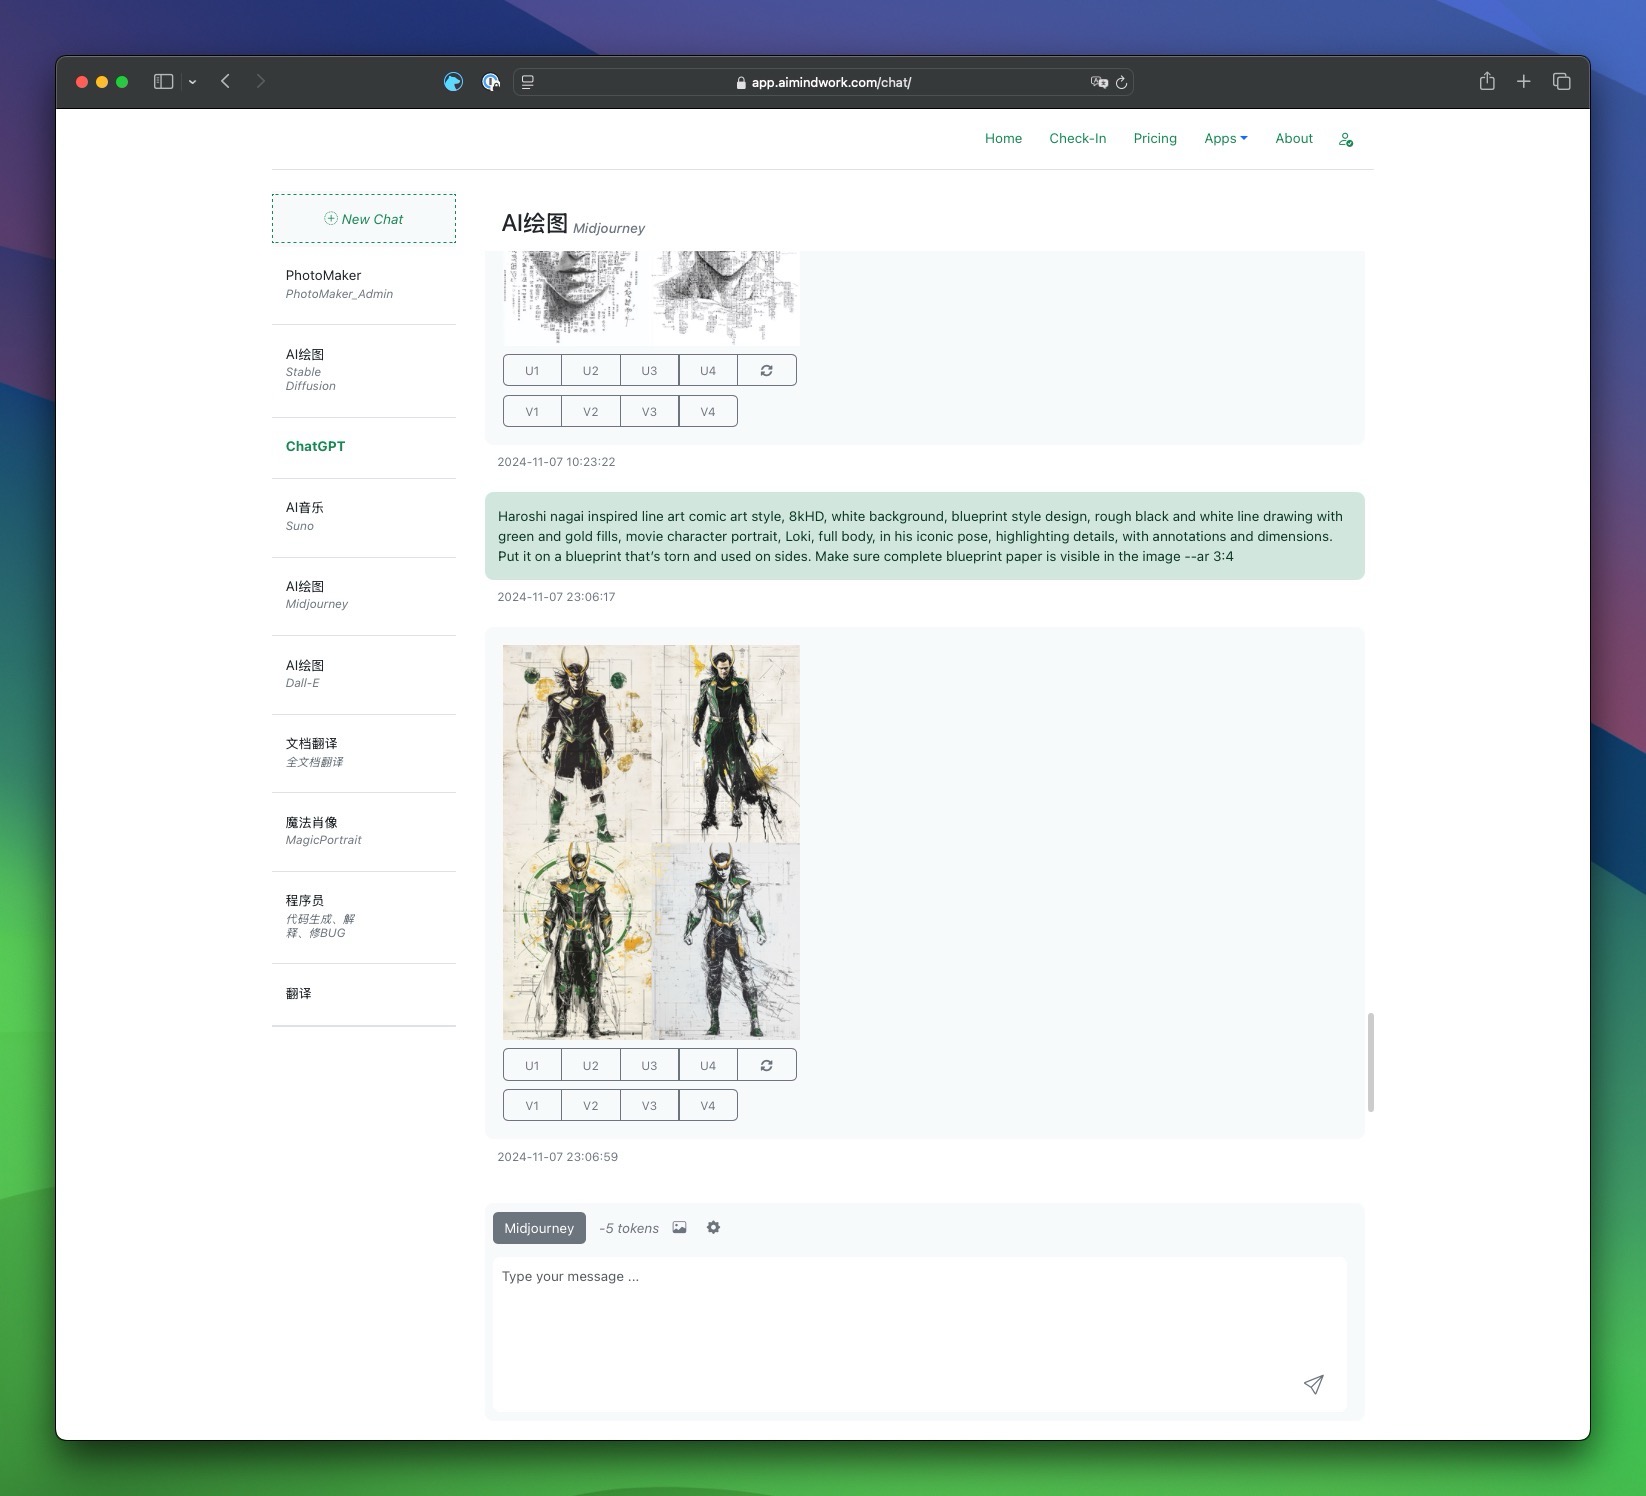 app.aimindwork.com/chat/
Home Check-In Pricing Apps About
New Chat
PhotoMaker
PhotoMaker_Admin
AI绘图
Stable
Diffusion
ChatGPT
AI音乐
Suno
AI绘图
Midjourney
AI绘图
Dall-E
文档翻译
全文档翻译
魔法肖像
MagicPortrait
程序员
代码生成、解
释、修BUG
翻译
AI绘图 Midjourney
U1 U2 U3 U4
V1 V2 V3 V4
2024-11-07 10:23:22
Haroshi nagai inspired line art comic art style, 8kHD, white background, blueprint style design, rough black and white line drawing with
green and gold fills, movie character portrait, Loki, full body, in his iconic pose, highlighting details, with annotations and dimensions.
Put it on a blueprint that's torn and used on sides. Make sure complete blueprint paper is visible in the image --ar 3:4
2024-11-07 23:06:17
U1 U2 U3 U4
V1 V2 V3 V4
2024-11-07 23:06:59
Midjourney -5 tokens
Type your message ...